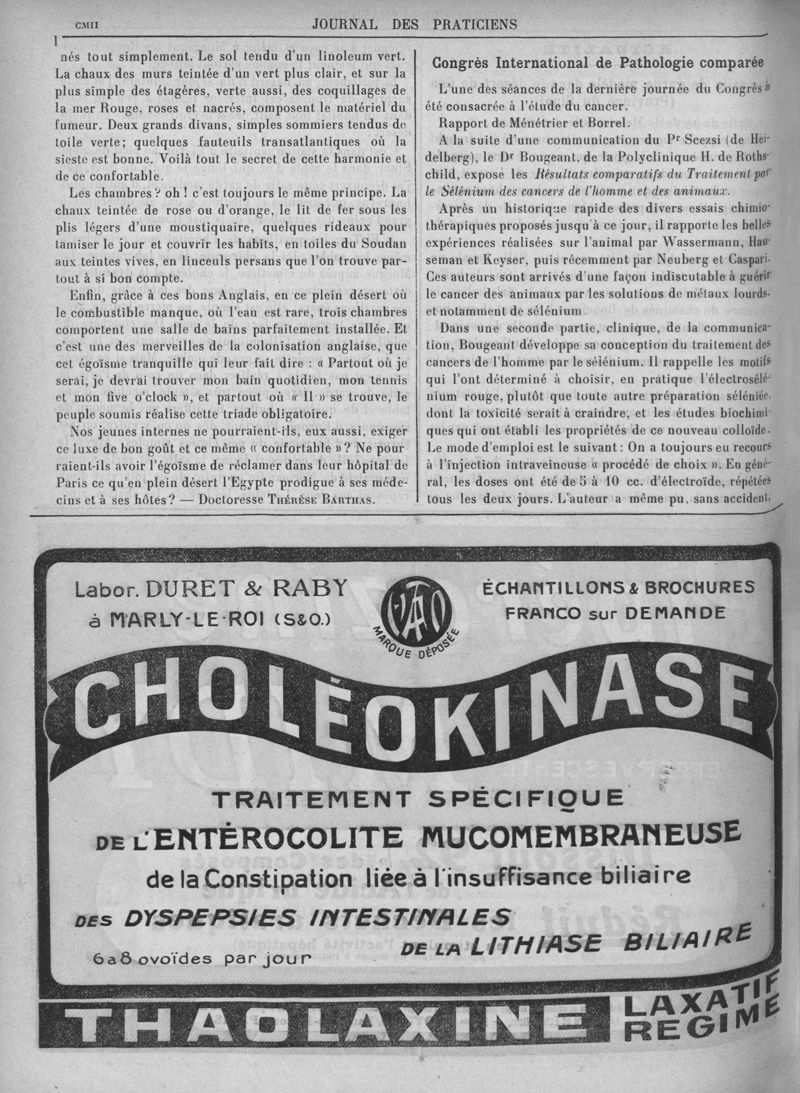 CMII
JOURNAL DES PRATICIENS
nés tout simplement. Le sol tendu d'un linoleum vert.
La chaux des murs teintée d'un vert plus clair, et sur la
plus simple des étagères, verte aussi, des coquillages de
la mer Rouge, roses et nacrés, composent le matériel du
fumeur. Deux grands divans, simples sommiers tendus de
toile verte; quelques fauteuils transatlantiques où la
sieste est bonne. Voilà tout le secret de cette harmonie et
de ce confortable.
Les chambres? oh! c'est toujours le même principe. La
chaux teintée de rose ou d'orange, le lit de fer sous les
plis légers d'une moustiquaire, quelques rideaux pour
tamiser le jour et couvrir les habits, en toiles du Soudan
aux teintes vives, en linceuls persans que l'on trouve par-
tout à si bon compte.
Enfin, grâce à ces bons Anglais, en ce plein désert où
le combustible manque, où l'eau est rare, trois chambres
comportent une salle de bains parfaitement installée. Et
c'est une des merveilles de la colonisation anglaise, que
cet égoïsme tranquille qui leur fait dire : « Partout où je
serai, je devrai trouver mon bain quotidien, mon tennis
et mon five o'clock », et partout où « Il » se trouve, le
peuple soumis réalise cette triade obligatoire.
Nos jeunes internes ne pourraient-ils, eux aussi, exiger
ce luxe de bon goût et ce même « confortable »? Ne pour
raient-ils avoir l'égoïsme de réclamer dans leur hôpital de
Paris ce qu'en plein désert l'Egypte prodigue à ses méde-
cins et à ses hôtes? — Doctoresse THÉRÈSE BARTHAS.
Congrès International de Pathologie comparée
L'une des séances de la dernière journée du Congrès a
été consacrée à l'étude du cancer.
Rapport de Ménétrier et Borrel.
A la suite d'une communication du Pr Scezsi (de Hei-
delberg), le Dr Bougeant, de la Polyclinique H. de Roths-
child, expose les Résultats comparatifs du Traitement par
le Sélénium des cancers de l'homme et des animaux.
Après un historique rapide des divers essais chimio-
thérapiques proposés jusqu'à ce jour, il rapporte les belles
expériences réalisées sur l'animal par Wassermann, Hau-
seman et Keyser, puis récemment par Neuberg et Caspari.
Ces auteurs sont arrivés d'une façon indiscutable à guérir
le cancer des animaux par les solutions de métaux lourds
et notamment de sélénium.
Dans une seconde partie, clinique, de la communica-
tion, Bougeant développe sa conception du traitement des
cancers de l'homme par le sélénium. Il rappelle les motifs
qui l'ont déterminé à choisir, en pratique l'électrosélé-
nium rouge, plutôt que toute autre préparation séléniée.
dont la toxicité serait à craindre, et les études biochimi-
ques qui ont établi les propriétés de ce nouveau colloïde.
Le mode d'emploi est le suivant : On a toujours eu recours
à l'injection intraveineuse « procédé de choix ». En géné-
ral, les doses ont été de 5 à 10 cc. d'électroïde, répétées
tous les deux jours. L'auteur a même pu, sans accident,
Labor. DURET & RABY
à MARLY-LE-ROI (S&O.)
MARQUE DÉPOSÉE
ÉCHANTILLONS & BROCHURES
FRANCO sur DEMANDE
CHOLÉOKINASE
TRAITEMENT SPÉCIFIQUE
DE L'ENTÉROCOLITE MUCOMEMBRANEUSE
de la Constipation liée à l'insuffisance biliaire
DES DYSPEPSIES INTESTINALES
DE LA LITHIASE BILIAIRE
6 a 8 ovoïdes par jour
THAOLAXINE
LAXATIF
REGIME